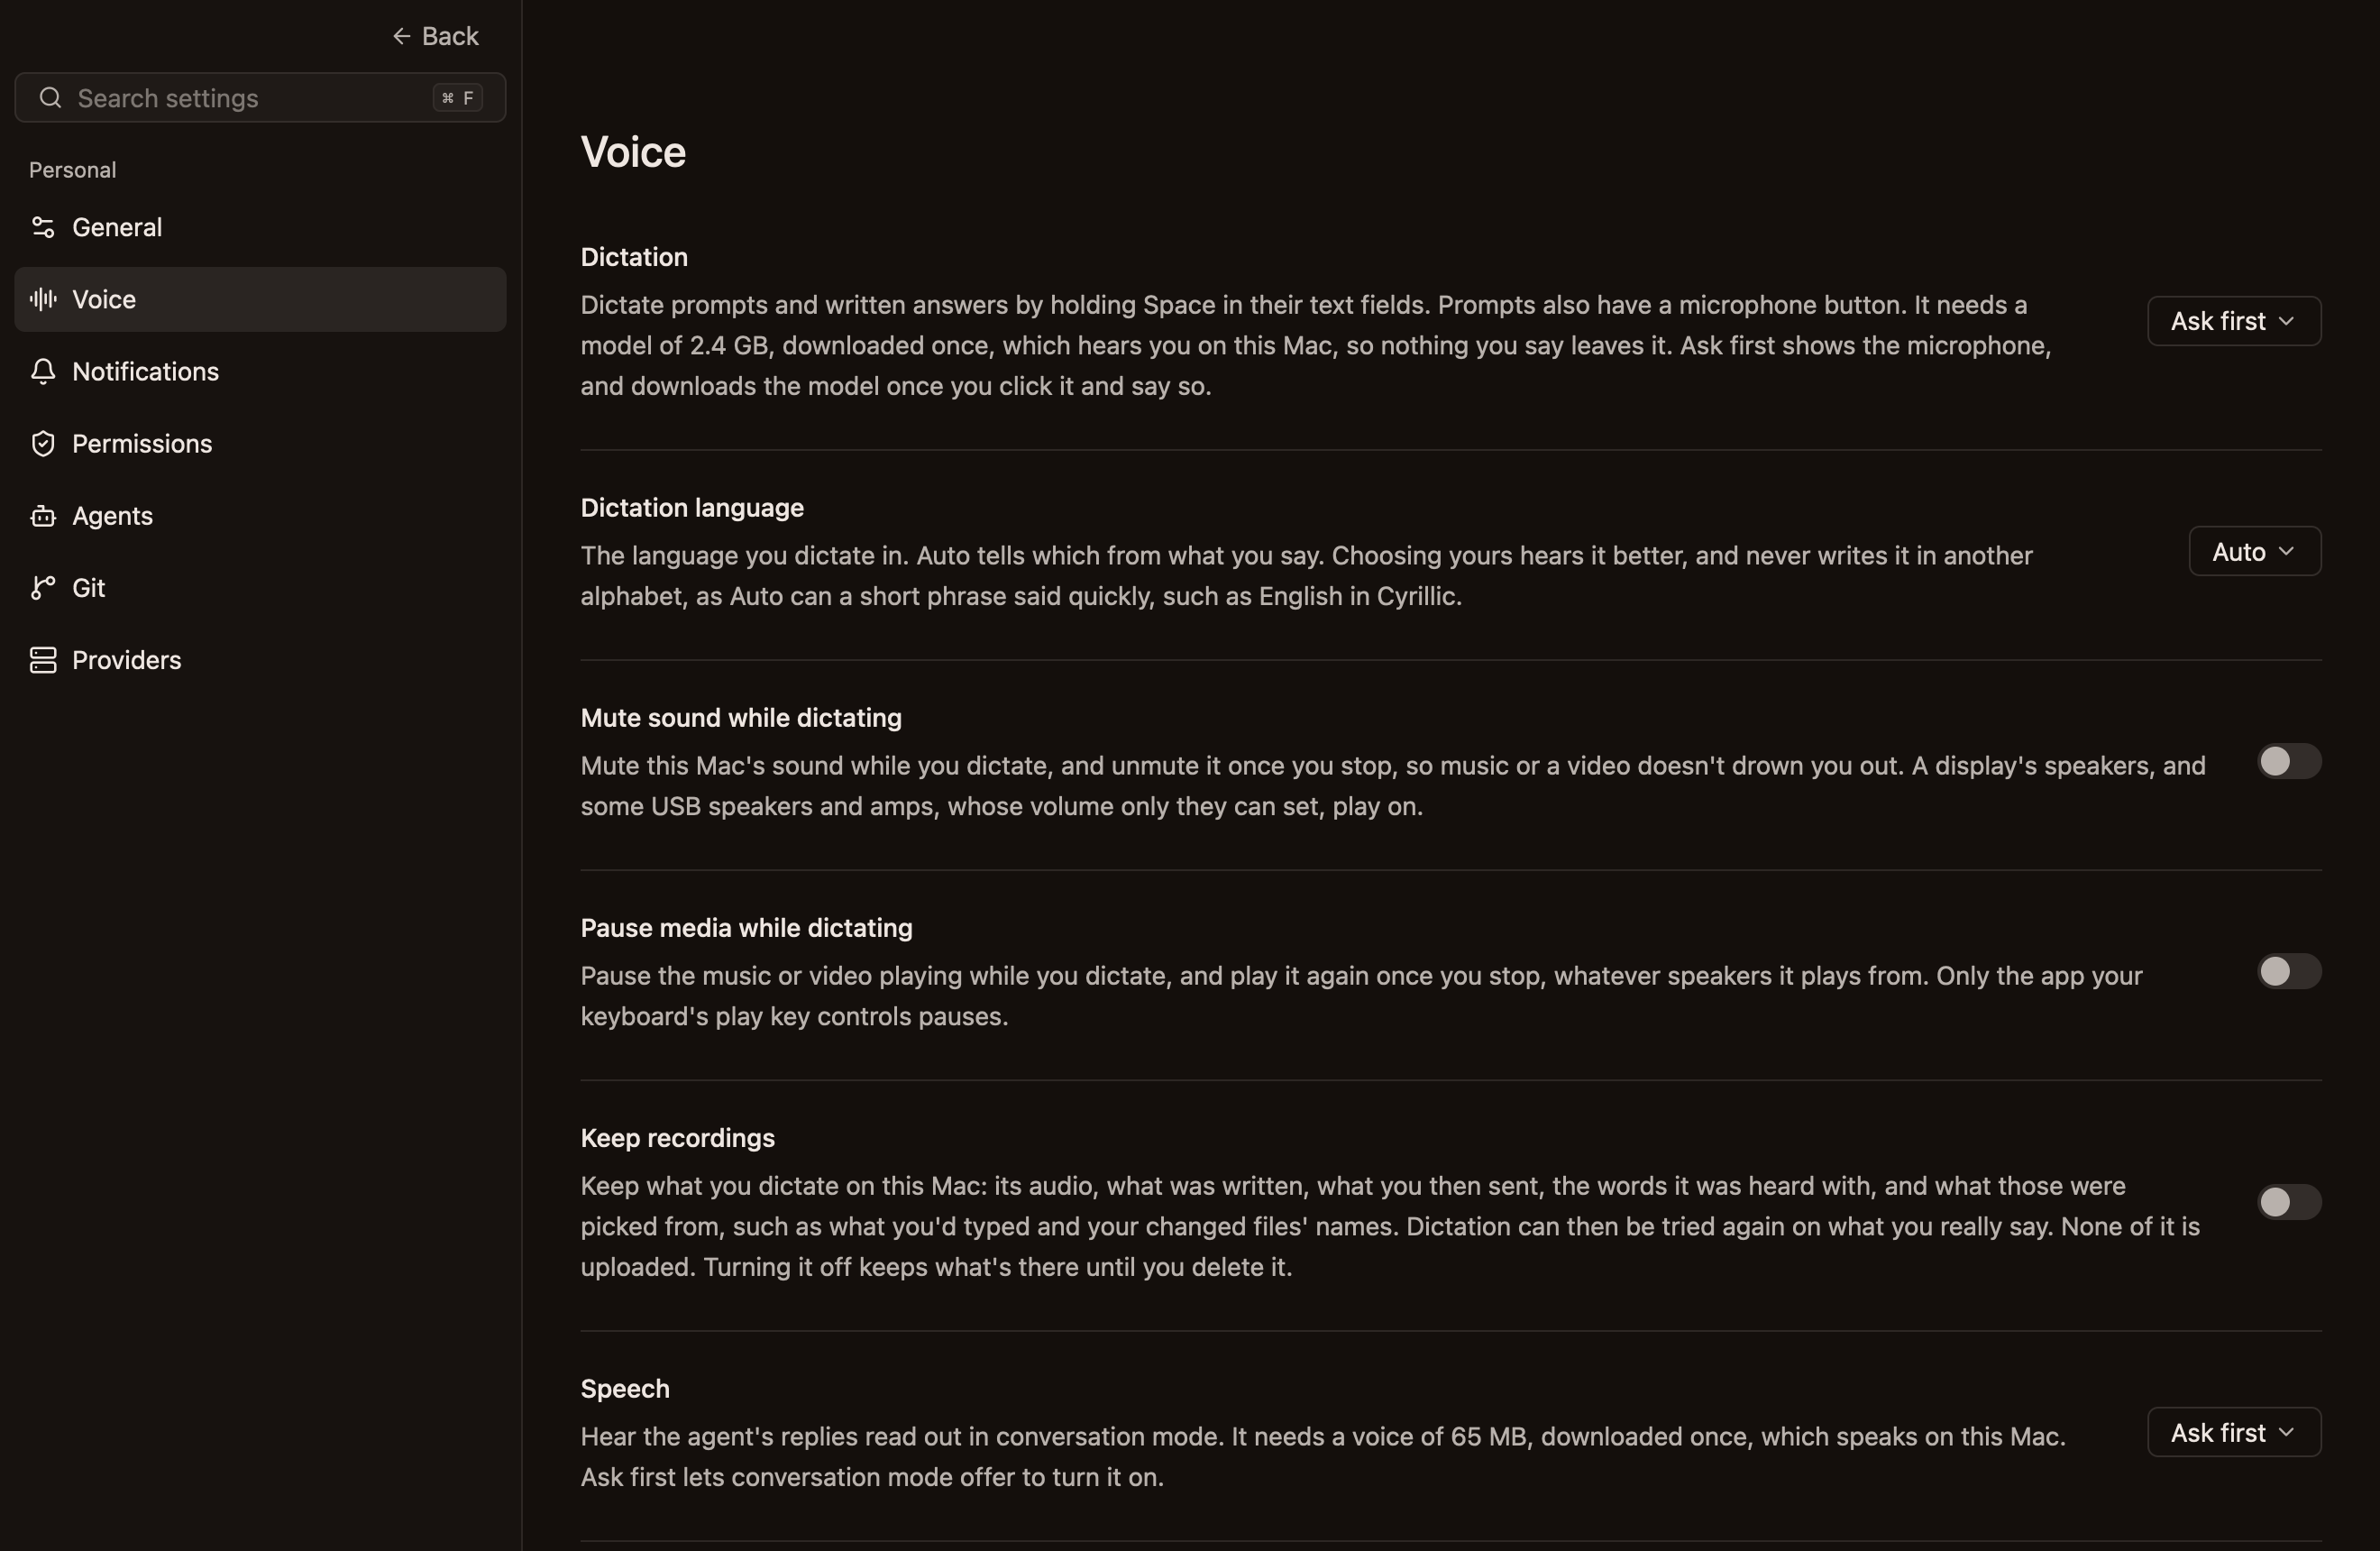 ← Back
Search settings
⌘ F
Personal
General
Voice
Notifications
Permissions
Agents
Git
Providers
Voice
Dictation
Dictate prompts and written answers by holding Space in their text fields. Prompts also have a microphone button. It needs a
model of 2.4 GB, downloaded once, which hears you on this Mac, so nothing you say leaves it. Ask first shows the microphone,
and downloads the model once you click it and say so.
Ask first
Dictation language
The language you dictate in. Auto tells which from what you say. Choosing yours hears it better, and never writes it in another
alphabet, as Auto can a short phrase said quickly, such as English in Cyrillic.
Auto
Mute sound while dictating
Mute this Mac's sound while you dictate, and unmute it once you stop, so music or a video doesn't drown you out. A display's speakers, and
some USB speakers and amps, whose volume only they can set, play on.
Pause media while dictating
Pause the music or video playing while you dictate, and play it again once you stop, whatever speakers it plays from. Only the app your
keyboard's play key controls pauses.
Keep recordings
Keep what you dictate on this Mac: its audio, what was written, what you then sent, the words it was heard with, and what those were
picked from, such as what you'd typed and your changed files' names. Dictation can then be tried again on what you really say. None of it is
uploaded. Turning it off keeps what's there until you delete it.
Speech
Hear the agent's replies read out in conversation mode. It needs a voice of 65 MB, downloaded once, which speaks on this Mac.
Ask first lets conversation mode offer to turn it on.
Ask first